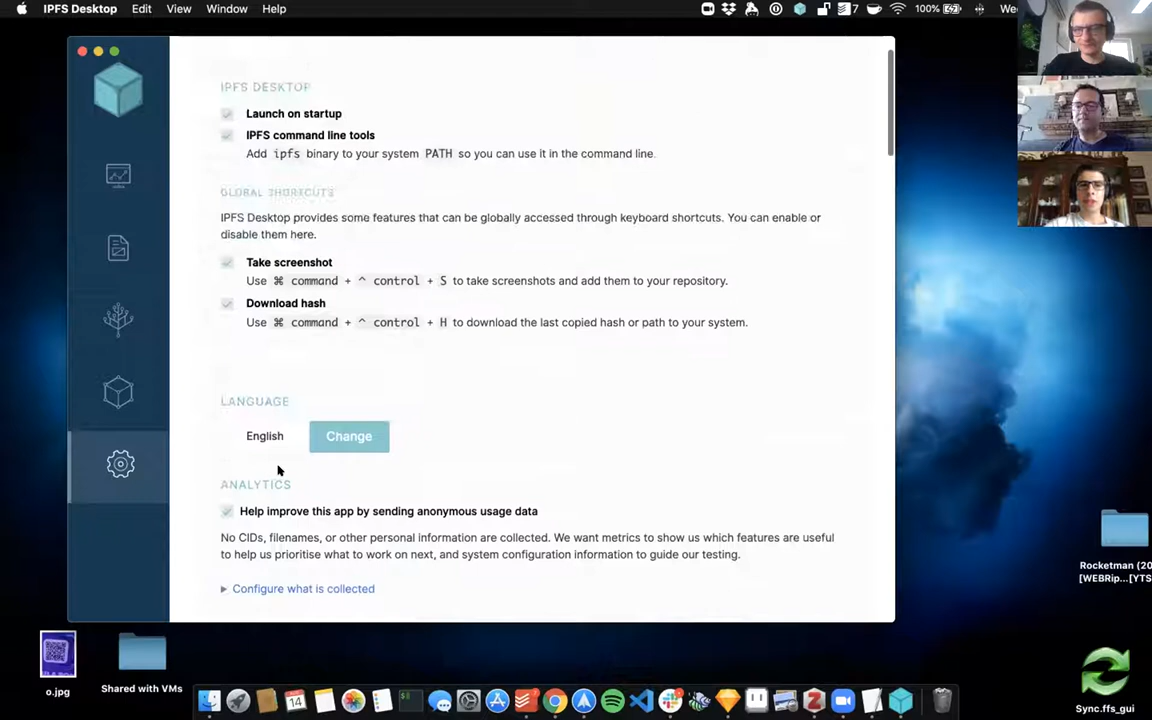 IPFS Desktop Edit View Window Help
7 100% We
IPFS DESKTOP
Launch on startup
IPFS command line tools
Add ipfs binary to your system PATH so you can use it in the command line.
GLOBAL SHORTCUTS
IPFS Desktop provides some features that can be globally accessed through keyboard shortcuts. You can enable or
disable them here.
Take screenshot
Use ⌘ command + ^ control + S to take screenshots and add them to your repository.
Download hash
Use ⌘ command + ^ control + H to download the last copied hash or path to your system.
LANGUAGE
English Change
ANALYTICS
Help improve this app by sending anonymous usage data
No CIDs, filenames, or other personal information are collected. We want metrics to show us which features are useful
to help us prioritise what to work on next, and system configuration information to guide our testing.
Configure what is collected
Rocketman (20
[WEBRip...[YTS
o.jpg
Shared with VMs
Sync.ffs_gui
14